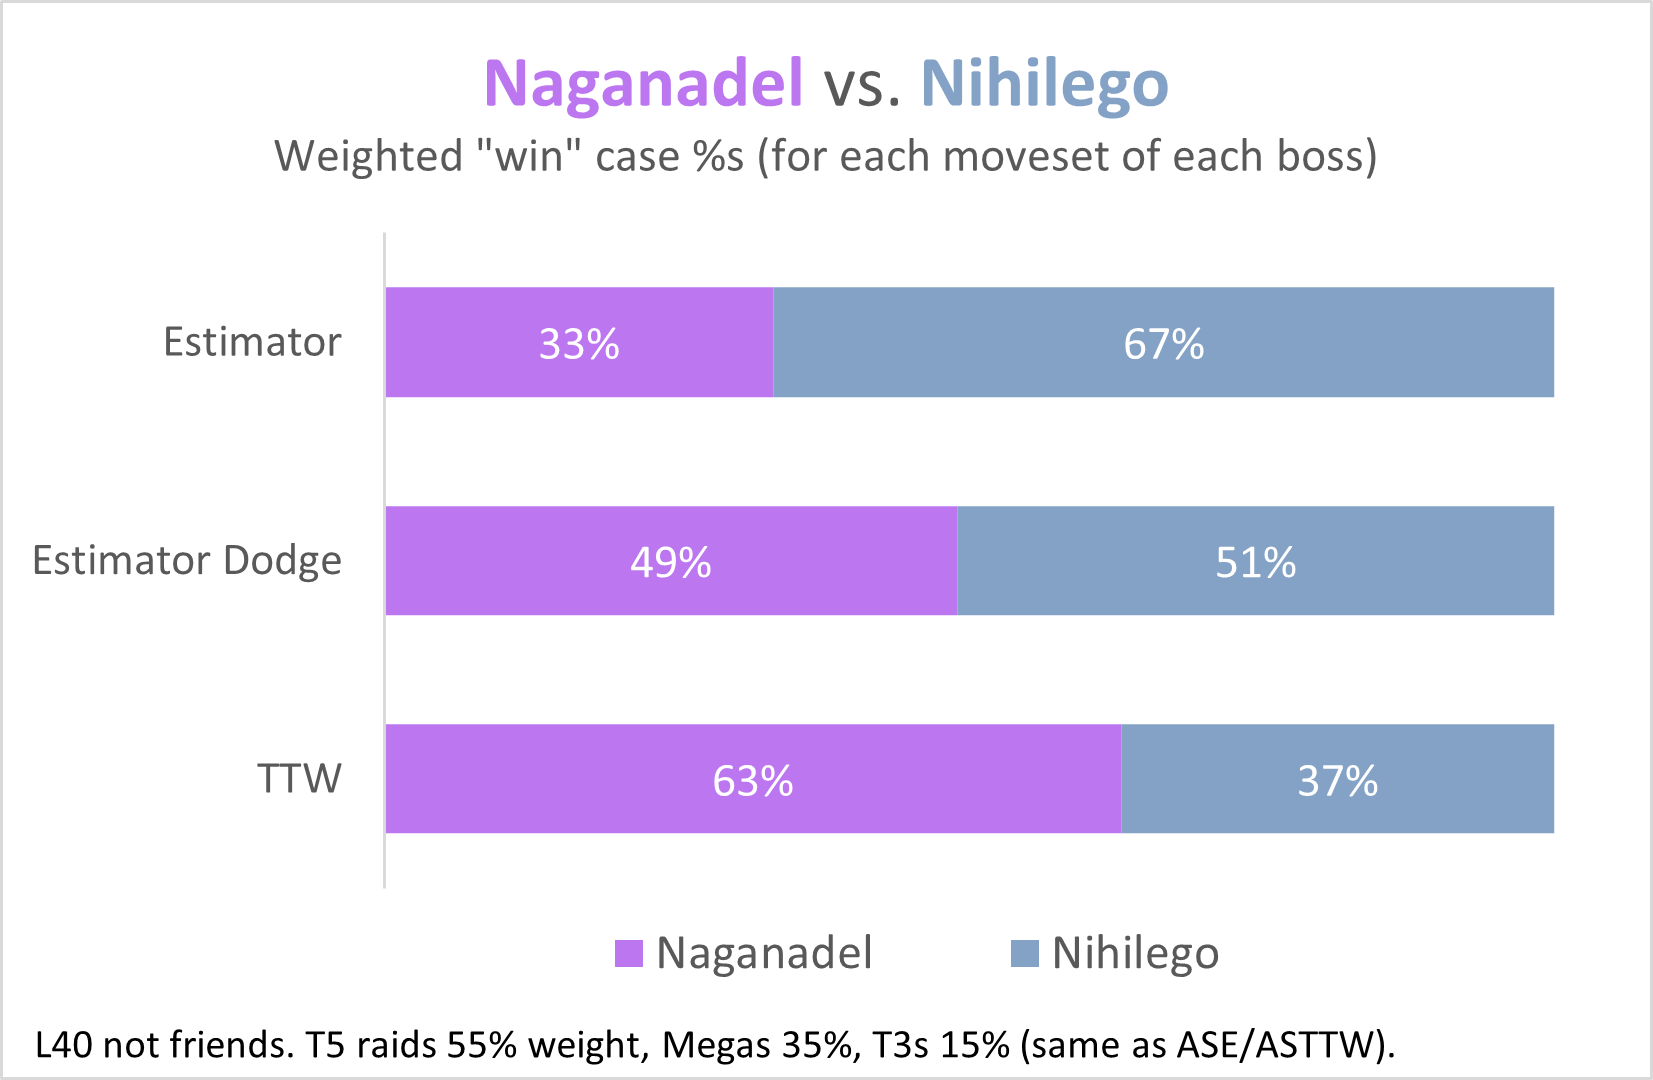 Naganadel vs. Nihilego
Weighted "win" case %s (for each moveset of each boss)
Estimator
33%
67%
Estimator Dodge
49%
51%
TTW
63%
37%
Naganadel
Nihilego
L40 not friends. T5 raids 55% weight, Megas 35%, T3s 15% (same as ASE/ASTTW).